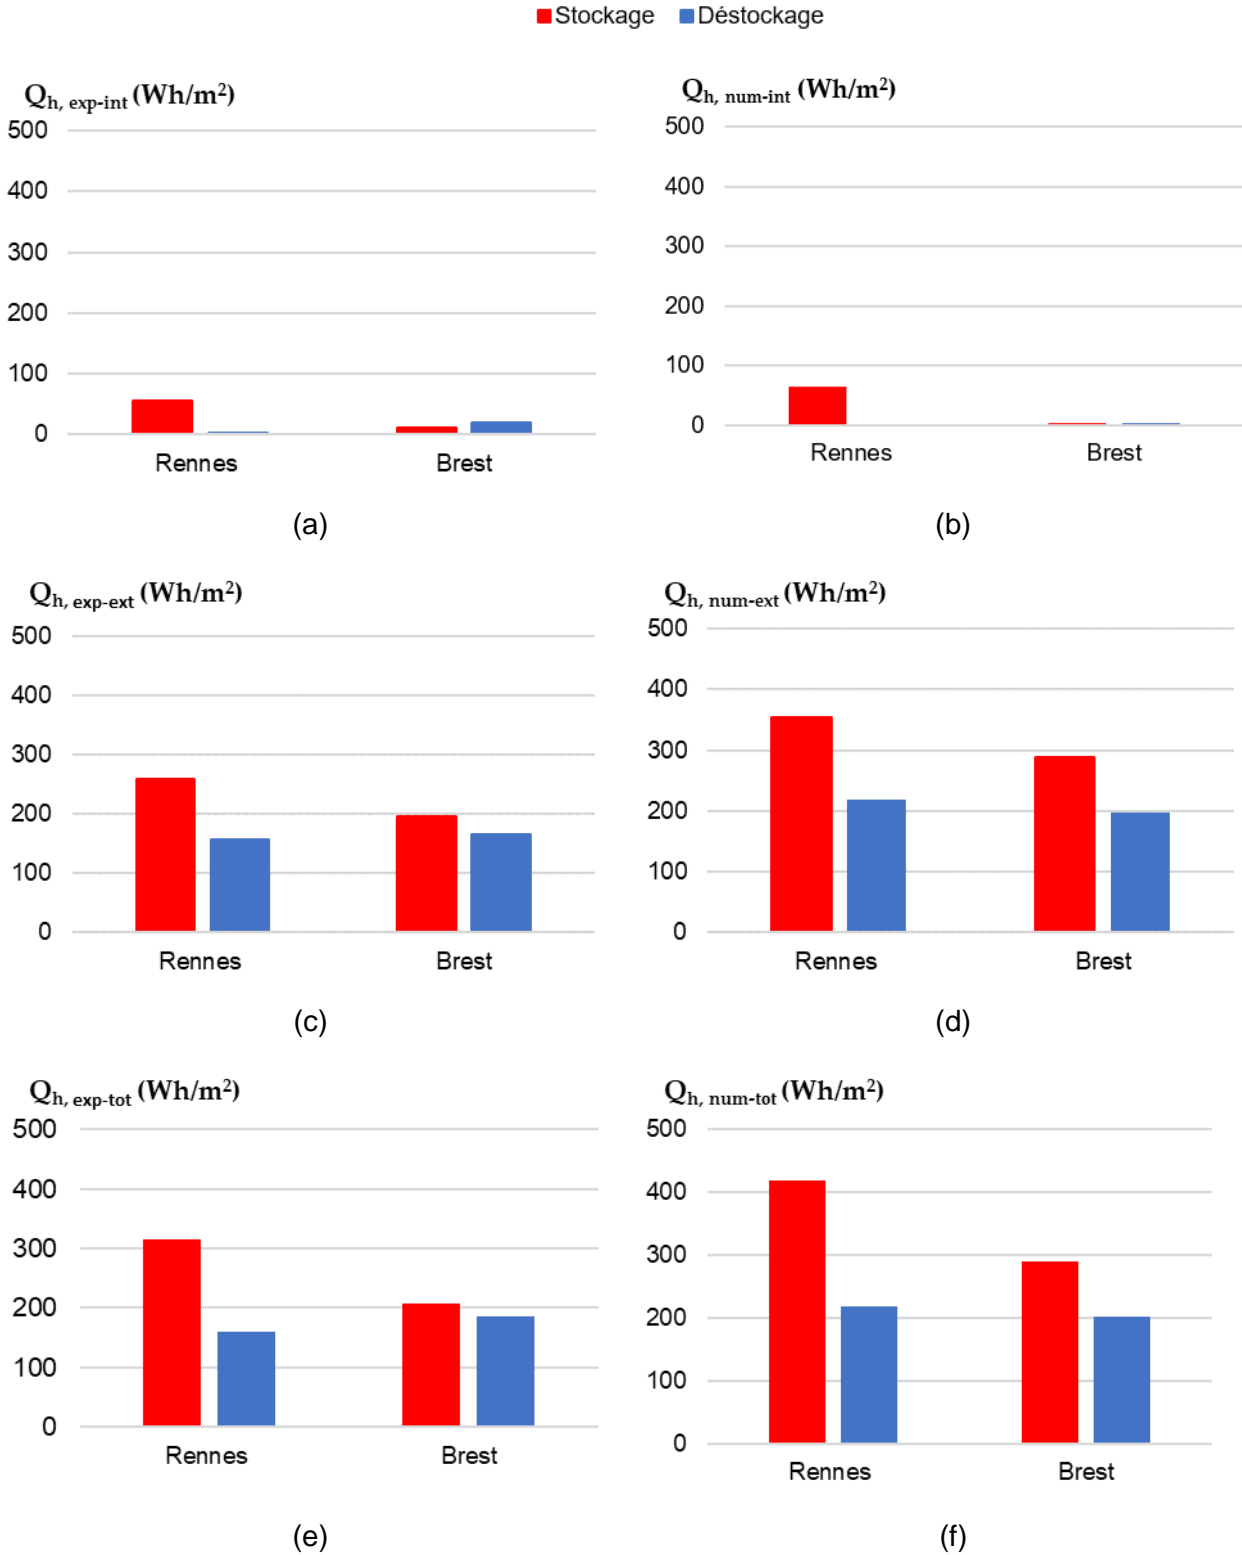 Stockage Déstockage
Qh, exp-int (Wh/m²)
500
400
300
200
100
0
Rennes Brest
(a)
Qh, num-int (Wh/m²)
500
400
300
200
100
0
Rennes Brest
(b)
Qh, exp-ext (Wh/m²)
500
400
300
200
100
0
Rennes Brest
(c)
Qh, num-ext (Wh/m²)
500
400
300
200
100
0
Rennes Brest
(d)
Qh, exp-tot (Wh/m²)
500
400
300
200
100
0
Rennes Brest
(e)
Qh, num-tot (Wh/m²)
500
400
300
200
100
0
Rennes Brest
(f)